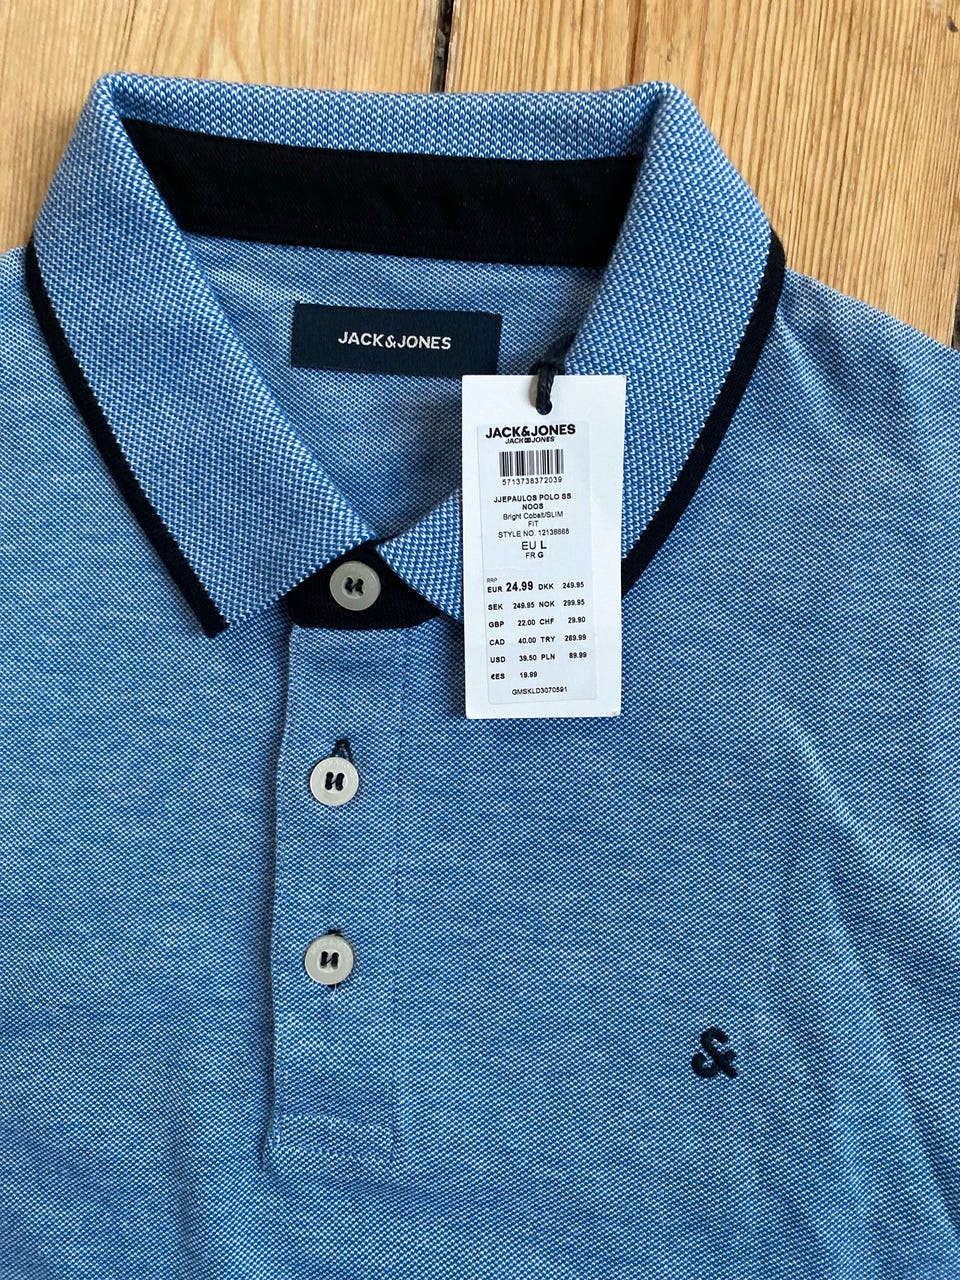 JACK&JONES
JACK&JONES
JACK JONES
5713738372039
JJEPAULOS POLO SS
NOOS
Bright Cobalt/SLIM
FIT
STYLE NO. 12136668
EU L
FR G
RRP
EUR 24.99 DKK 249.95
SEK 249.95 NOK 299.95
GBP 22.00 CHF 29.90
CAD 40.00 TRY 269.99
USD 39.50 PLN 89.99
€ES 19.99
GMSKLD3070591
&